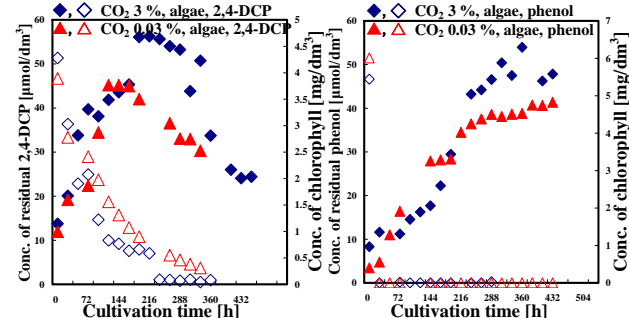 CO2 3 %, algae, 2,4-DCP
CO2 0.03 %, algae, 2,4-DCP
Conc. of residual 2,4-DCP [µmol/dm3]
60
50
40
30
20
10
0
5
4.5
4
3.5
3
2.5
2
1.5
1
0.5
0
Conc. of chlorophyll [mg/dm3]
0 72 144 216 288 360 432
Cultivation time [h]
CO2 3 %, algae, phenol
CO2 0.03 %, algae, phenol
Conc. of residual phenol [µmol/dm3]
60
50
40
30
20
10
0
7
6
5
4
3
2
1
0
Conc. of chlorophyll [mg/dm3]
0 72 144 216 288 360 432 504
Cultivation time [h]